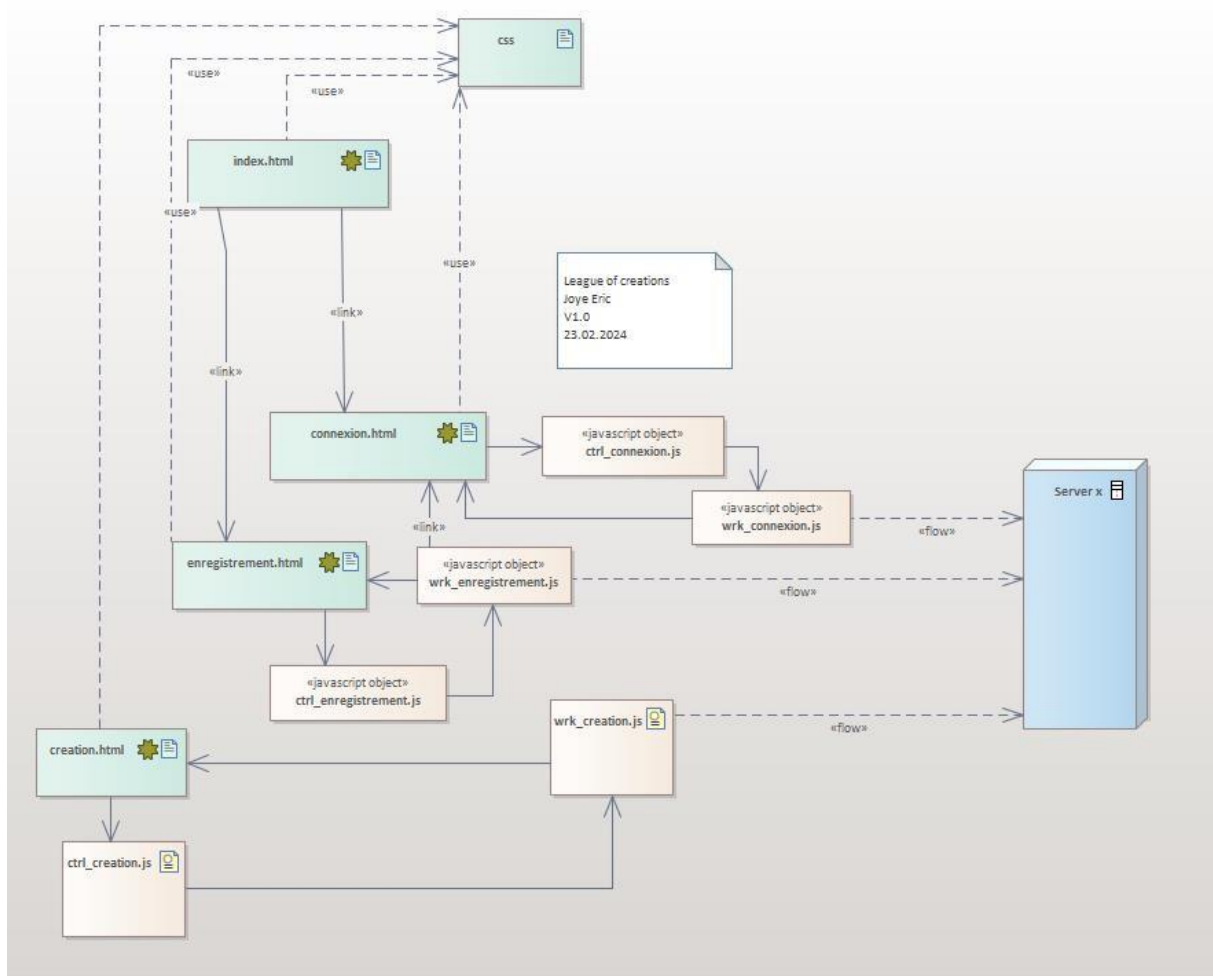 css
«use»
«use»
index.html
«use»
«use»
League of creations
Joye Eric
V1.0
23.02.2024
«link»
«link»
connexion.html
«javascript object»
ctrl_connexion.js
Server x
«javascript object»
wrk_connexion.js
«link»
«flow»
enregistrement.html
«javascript object»
wrk_enregistrement.js
«flow»
«javascript object»
ctrl_enregistrement.js
wrk_creation.js
«flow»
creation.html
ctrl_creation.js